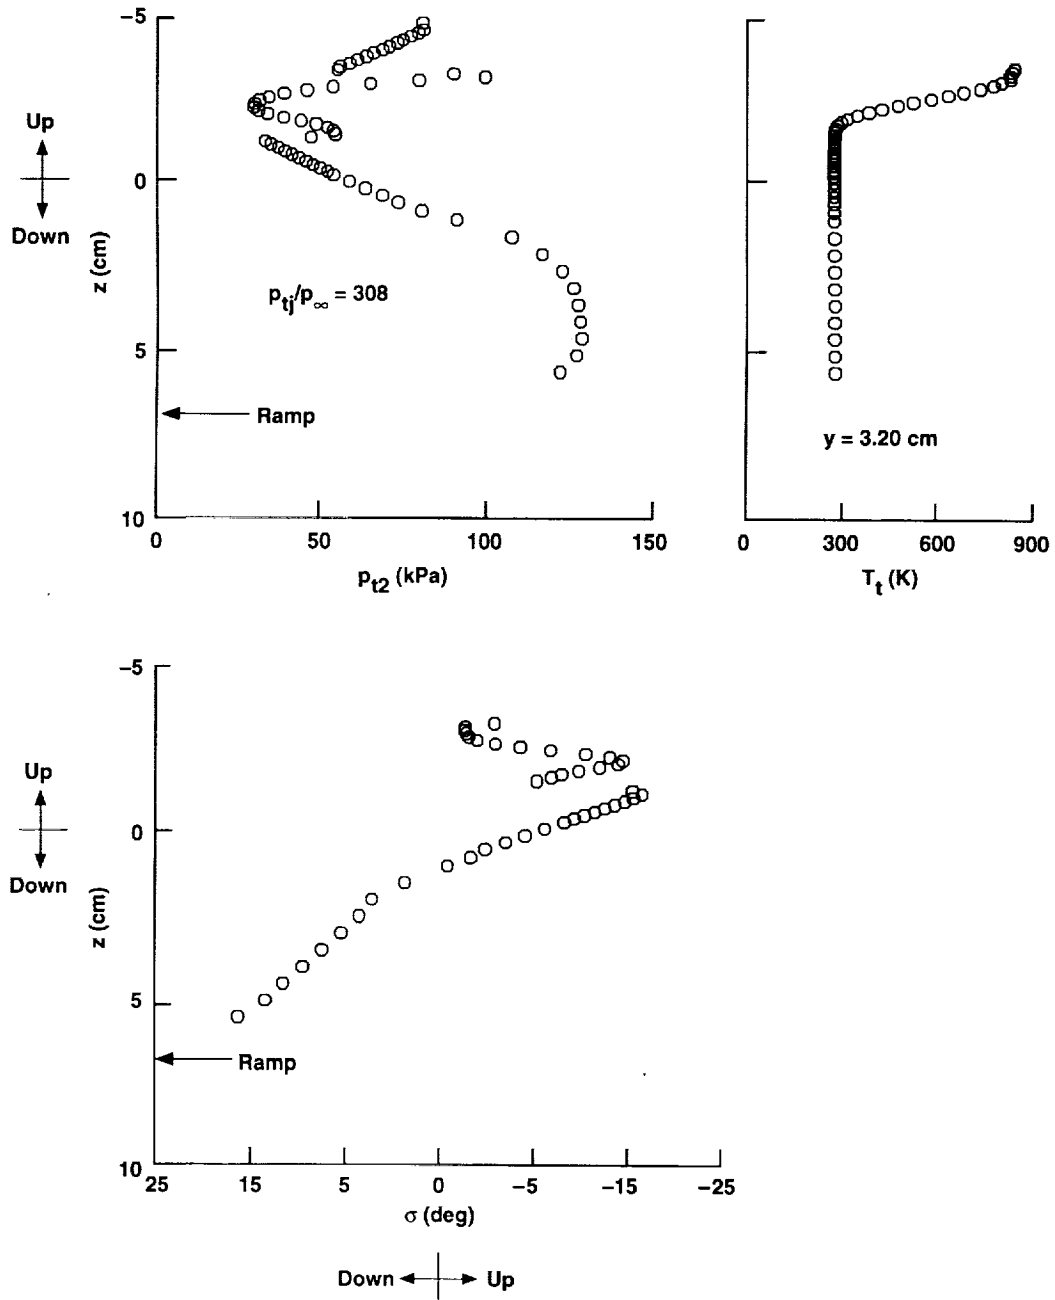 −5
Up
0
Down
z (cm)
p_tj/p_∞ = 308
5
Ramp
y = 3.20 cm
10
0 50 100 150
0 300 600 900
p_t2 (kPa)
T_t (K)
−5
Up
0
Down
z (cm)
5
Ramp
10
25 15 5 0 −5 −15 −25
σ (deg)
Down Up